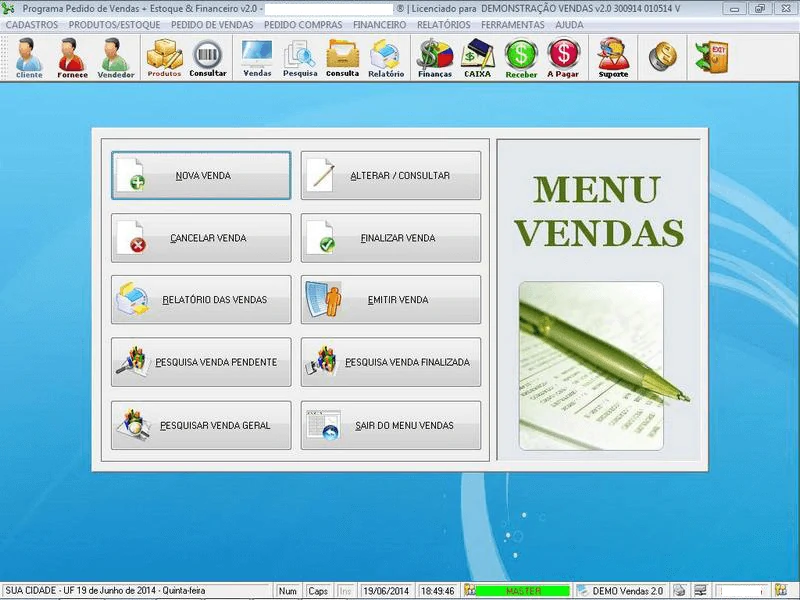 Programa Pedido de Vendas + Estoque & Financeiro v2.0 - ® | Licenciado para DEMONSTRAÇÃO VENDAS v2.0 300914 010514 V
CADASTROS PRODUTOS/ESTOQUE PEDIDO DE VENDAS PEDIDO COMPRAS FINANCEIRO RELATÓRIOS FERRAMENTAS AJUDA
EXIT
Cliente Fornece Vendedor Produtos Consultar Vendas Pesquisa Consulta Relatório Finanças CAIXA Receber A Pagar Suporte
NOVA VENDA
ALTERAR / CONSULTAR
CANCELAR VENDA
FINALIZAR VENDA
RELATÓRIO DAS VENDAS
EMITIR VENDA
PESQUISA VENDA PENDENTE
PESQUISA VENDA FINALIZADA
PESQUISAR VENDA GERAL
SAIR DO MENU VENDAS
MENU
VENDAS
SUA CIDADE - UF 19 de Junho de 2014 - Quinta-feira Num Caps Ins 19/06/2014 18:49:46 MASTER DEMO Vendas 2.0